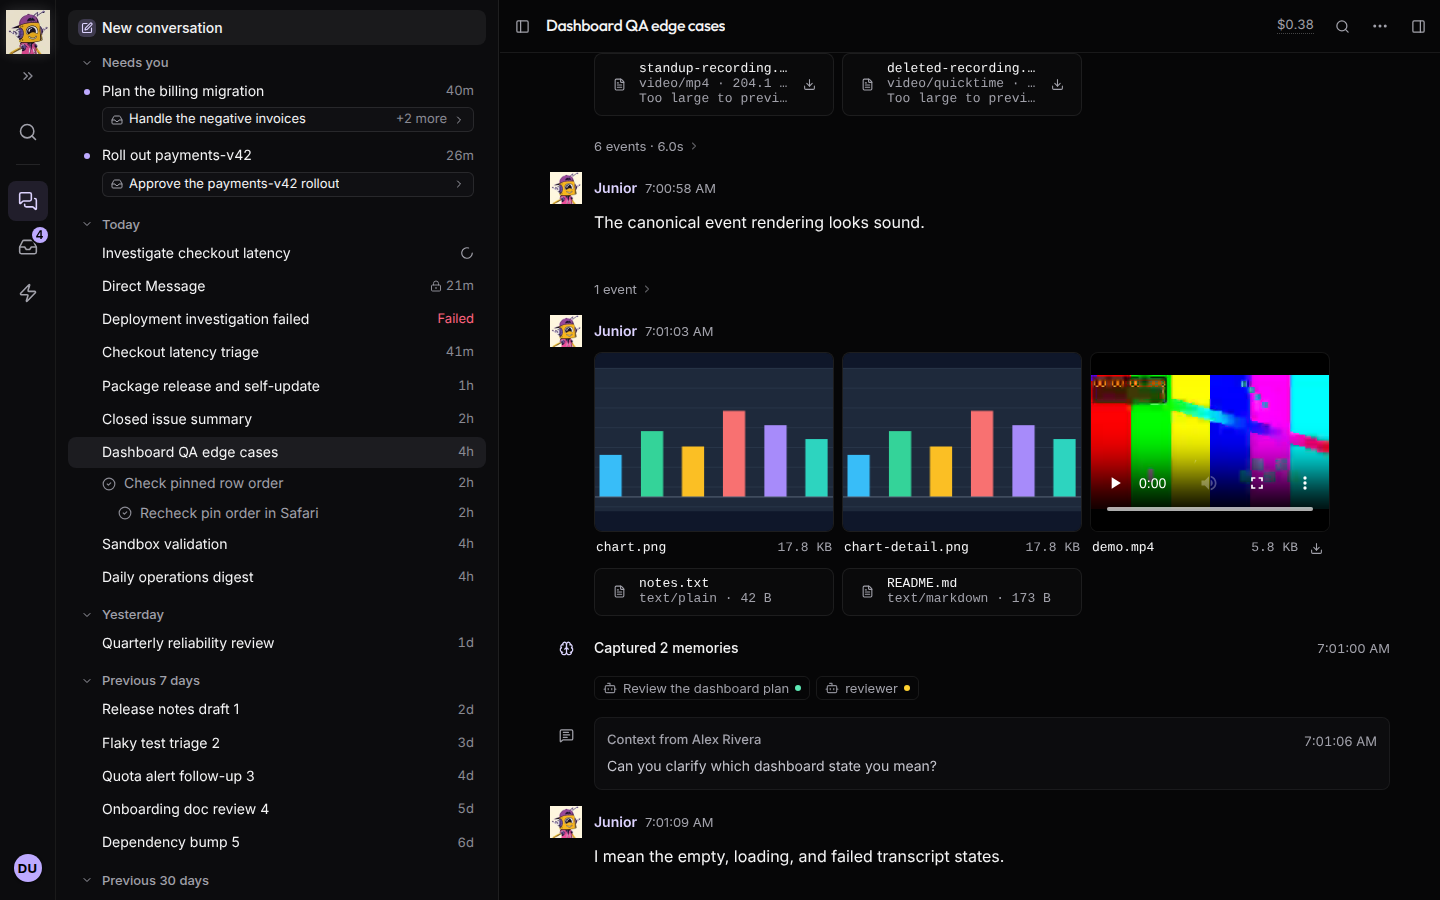 New conversation
Needs you
Plan the billing migration 40m
Handle the negative invoices +2 more
Roll out payments-v42 26m
Approve the payments-v42 rollout
Today
Investigate checkout latency
Direct Message 21m
Deployment investigation failed Failed
Checkout latency triage 41m
Package release and self-update 1h
Closed issue summary 2h
Dashboard QA edge cases 4h
Check pinned row order 2h
Recheck pin order in Safari 2h
Sandbox validation 4h
Daily operations digest 4h
Yesterday
Quarterly reliability review 1d
Previous 7 days
Release notes draft 1 2d
Flaky test triage 2 3d
Quota alert follow-up 3 4d
Onboarding doc review 4 5d
Dependency bump 5 6d
Previous 30 days
4
DU
Dashboard QA edge cases $0.38
standup-recording.… deleted-recording.…
video/mp4 · 204.1 … video/quicktime · …
Too large to previ… Too large to previ…
6 events · 6.0s
Junior 7:00:58 AM
The canonical event rendering looks sound.
1 event
Junior 7:01:03 AM
0:00
chart.png 17.8 KB chart-detail.png 17.8 KB demo.mp4 5.8 KB
notes.txt README.md
text/plain · 42 B text/markdown · 173 B
Captured 2 memories 7:01:00 AM
Review the dashboard plan reviewer
Context from Alex Rivera 7:01:06 AM
Can you clarify which dashboard state you mean?
Junior 7:01:09 AM
I mean the empty, loading, and failed transcript states.